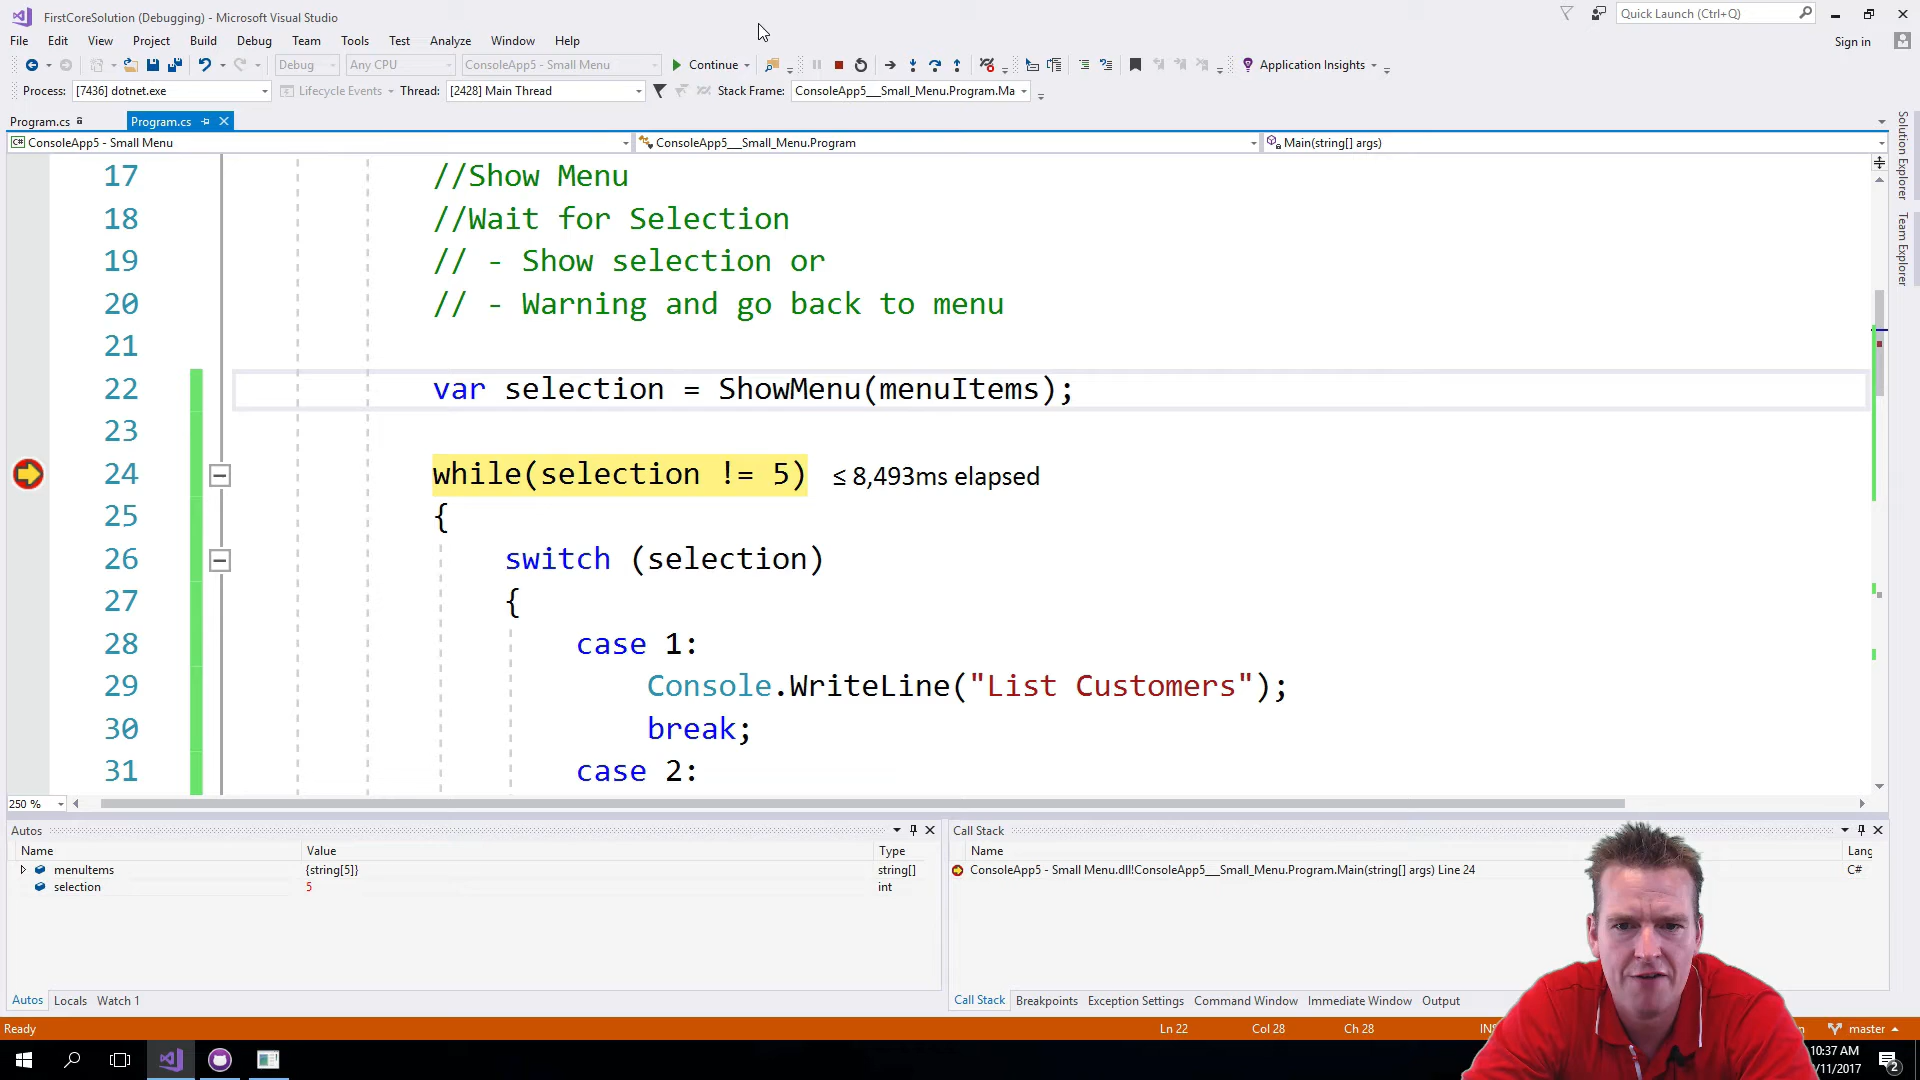 FirstCoreSolution (Debugging) - Microsoft Visual Studio
Quick Launch (Ctrl+Q)
File Edit View Project Build Debug Team Tools Test Analyze Window Help
Sign in
Debug Any CPU ConsoleApp5 - Small Menu Continue Application Insights
Process: [7436] dotnet.exe Lifecycle Events Thread: [2428] Main Thread Stack Frame: ConsoleApp5__Small_Menu.Program.Ma
Program.cs Program.cs
ConsoleApp5 - Small Menu ConsoleApp5__Small_Menu.Program Main(string[] args)
Solution Explorer
Team Explorer
17 //Show Menu
18 //Wait for Selection
19 // - Show selection or
20 // - Warning and go back to menu
21
22 var selection = ShowMenu(menuItems);
23
24 while(selection != 5) ≤ 8,493ms elapsed
25 {
26 switch (selection)
27 {
28 case 1:
29 Console.WriteLine("List Customers");
30 break;
31 case 2:
250 %
Autos
Name Value Type
menuItems {string[5]} string[]
selection 5 int
Autos Locals Watch 1
Call Stack
Name Lang
ConsoleApp5 - Small Menu.dll!ConsoleApp5__Small_Menu.Program.Main(string[] args) Line 24 C#
Call Stack Breakpoints Exception Settings Command Window Immediate Window Output
Ready Ln 22 Col 28 Ch 28 master
10:37 AM
/11/2017
2